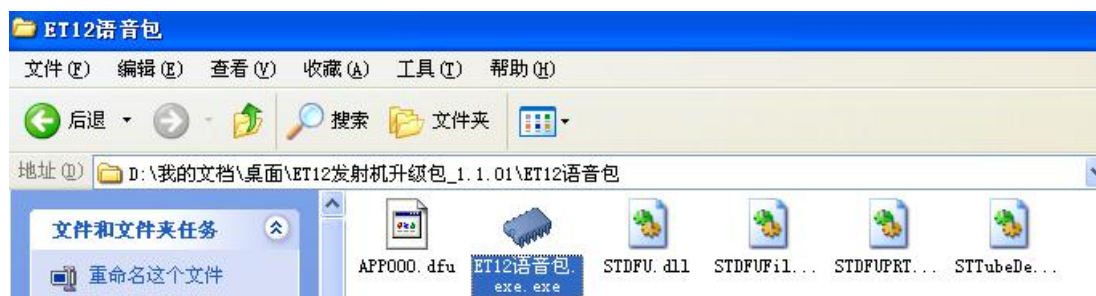 ET12语音包
文件(F) 编辑(E) 查看(V) 收藏(A) 工具(T) 帮助(H)
后退 搜索 文件夹
地址(D) D:\我的文档\桌面\ET12发射机升级包_1.1.01\ET12语音包
文件和文件夹任务
重命名这个文件
APP000.dfu
ET12语音包.
exe.exe
STDFU.dll
STDFUFil...
STDFUPRT...
STTubeDe...